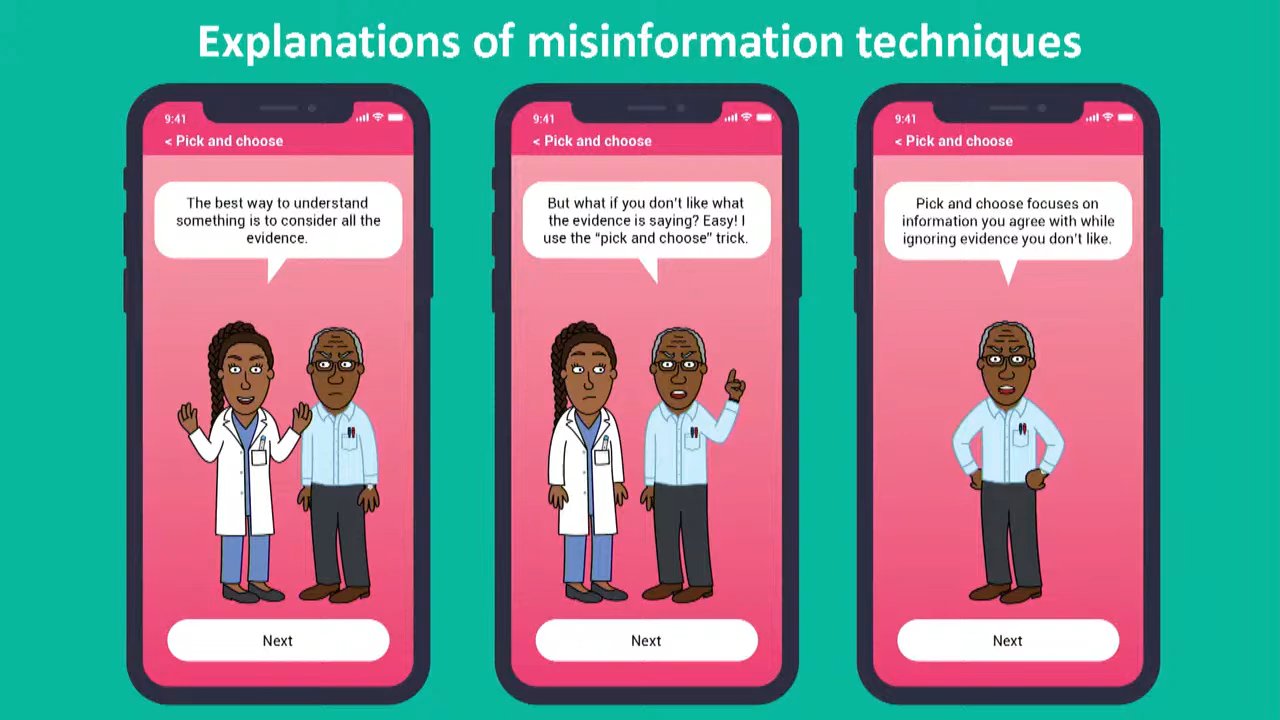 Explanations of misinformation techniques
9:41
< Pick and choose
The best way to understand
something is to consider all the
evidence.
Next
9:41
< Pick and choose
But what if you don't like what
the evidence is saying? Easy! I
use the “pick and choose” trick.
Next
9:41
< Pick and choose
Pick and choose focuses on
information you agree with while
ignoring evidence you don't like.
Next